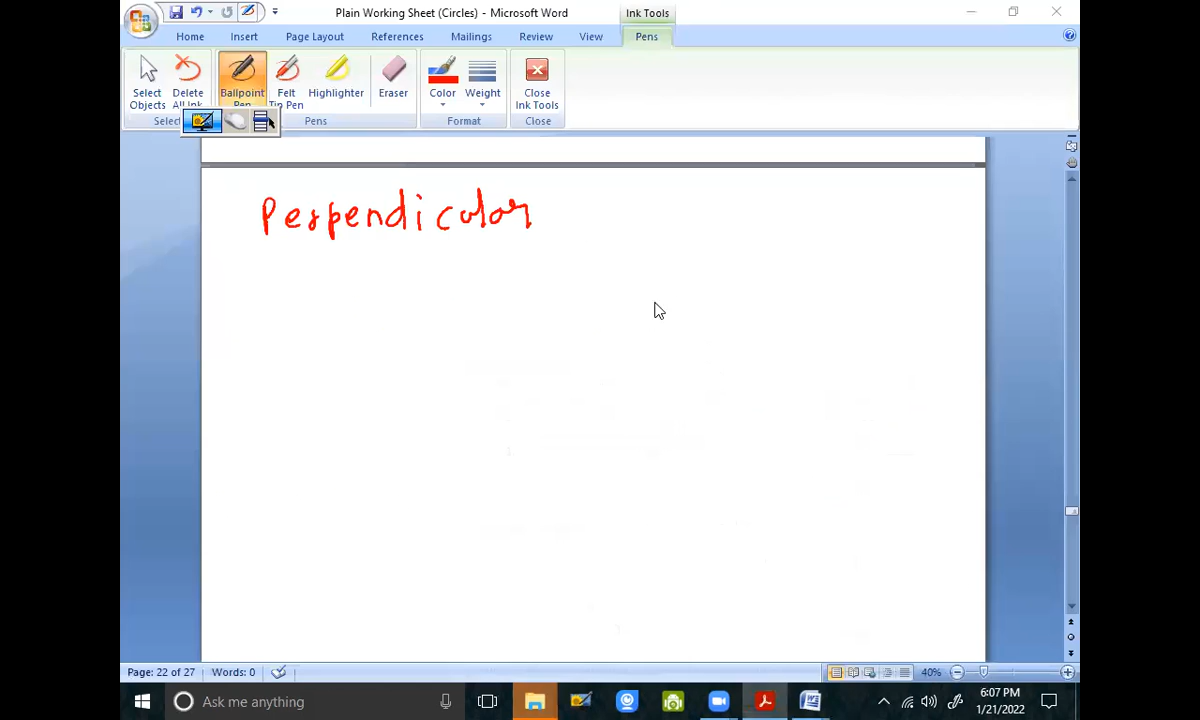 Plain Working Sheet (Circles) - Microsoft Word
Ink Tools
Home Insert Page Layout References Mailings Review View Pens
Select Objects
Delete All Ink
Ballpoint Pen
Felt Tip Pen
Highlighter
Eraser
Color
Weight
Close Ink Tools
Select Pens Format Close
Perpendicular
Page: 22 of 27 Words: 0 40%
Ask me anything
6:07 PM
1/21/2022